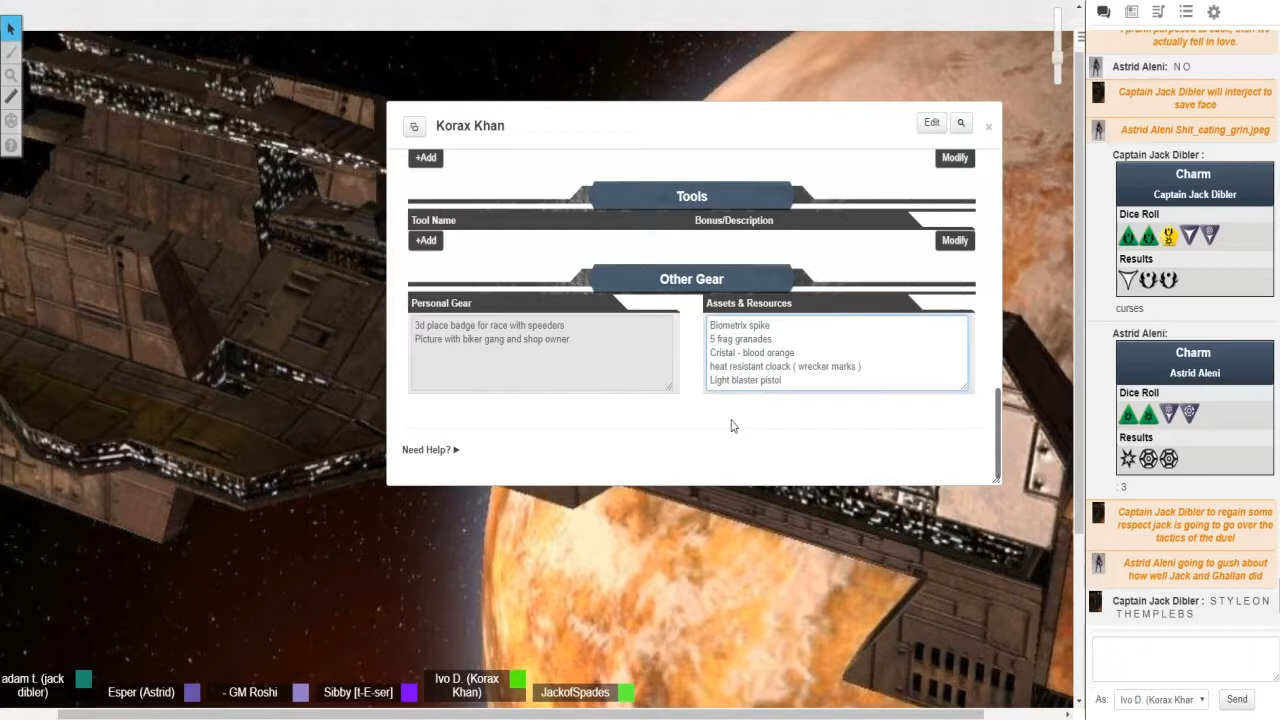 Korax Khan
Edit
+Add
Modify
Tools
Tool Name
Bonus/Description
+Add
Modify
Other Gear
Personal Gear
Assets & Resources
3d place badge for race with speeders
Picture with biker gang and shop owner.
Biometrix spike
5 frag granades
Cristal - blood orange
heat resistant cloack ( wrecker marks )
Light blaster pistol
Need Help?
adam t. (jack
dibler)
Esper (Astrid)
- GM Roshi
Sibby [I-E-ser]
Ivo D. (Korax
Khan)
JackofSpades
actually fell in love.
Astrid Aleni: N O
Captain Jack Dibler will interject to
save face
Astrid Aleni Shit_eating_grin.jpeg
Captain Jack Dibler :
Charm
Captain Jack Dibler
Dice Roll
Results
curses
Astrid Aleni:
Charm
Astrid Aleni
Dice Roll
Results
: 3
Captain Jack Dibler to regain some
respect jack is going to go over the
tactics of the duel
Astrid Aleni going to gush about
how well Jack and Ghallan did
Captain Jack Dibler : S T Y L E O N
T H E M P L E B S
As:
Ivo D. (Korax Khar
Send